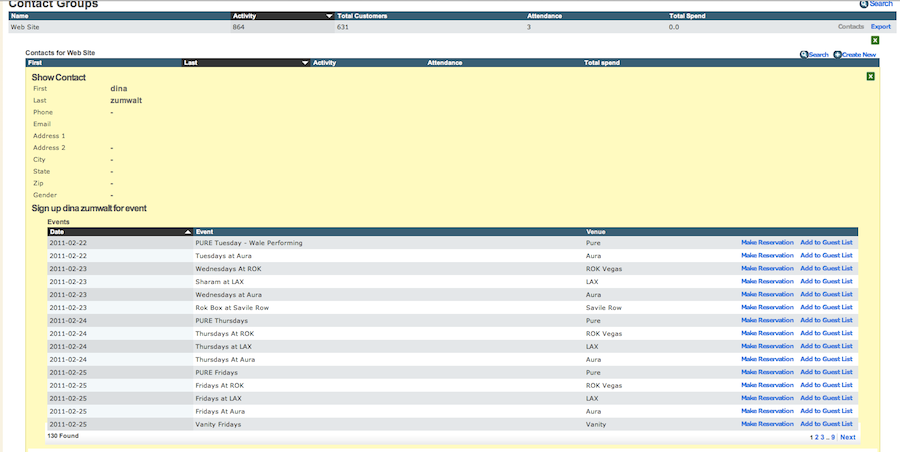 Contact Groups Search
Name Activity Total Customers Attendance Total Spend
Web Site 864 631 3 0.0 Contacts Export
X
Contacts for Web Site Search Create New
First Last Activity Attendance Total spend
Show Contact X
First dina
Last zumwalt
Phone -
Email
Address 1
Address 2 -
City -
State -
Zip -
Gender -
Sign up dina zumwalt for event
Events
Date Event Venue
2011-02-22 PURE Tuesday - Wale Performing Pure Make Reservation Add to Guest List
2011-02-22 Tuesdays at Aura Aura Make Reservation Add to Guest List
2011-02-23 Wednesdays At ROK ROK Vegas Make Reservation Add to Guest List
2011-02-23 Sharam at LAX LAX Make Reservation Add to Guest List
2011-02-23 Wednesdays at Aura Aura Make Reservation Add to Guest List
2011-02-23 Rok Box at Savile Row Savile Row Make Reservation Add to Guest List
2011-02-24 PURE Thursdays Pure Make Reservation Add to Guest List
2011-02-24 Thursdays At ROK ROK Vegas Make Reservation Add to Guest List
2011-02-24 Thursdays at LAX LAX Make Reservation Add to Guest List
2011-02-24 Thursdays At Aura Aura Make Reservation Add to Guest List
2011-02-25 PURE Fridays Pure Make Reservation Add to Guest List
2011-02-25 Fridays At ROK ROK Vegas Make Reservation Add to Guest List
2011-02-25 Fridays at LAX LAX Make Reservation Add to Guest List
2011-02-25 Fridays At Aura Aura Make Reservation Add to Guest List
2011-02-25 Vanity Fridays Vanity Make Reservation Add to Guest List
130 Found 1 2 3 .. 9 Next